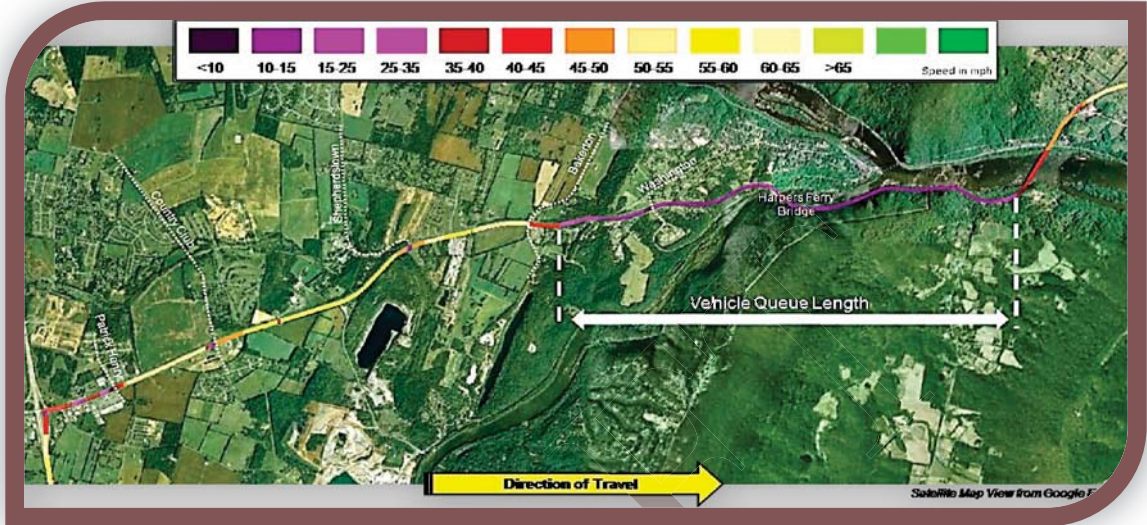 <10 10-15 15-25 25-35 35-40 40-45 45-50 50-55 55-60 60-65 >65 Speed in mph
Bakerton
Shepherdstown
Washington
Country Club
Harpers Ferry
Bridge
Vehicle Queue Length
Patrick Henry
Direction of Travel
Satellite Map View from Google